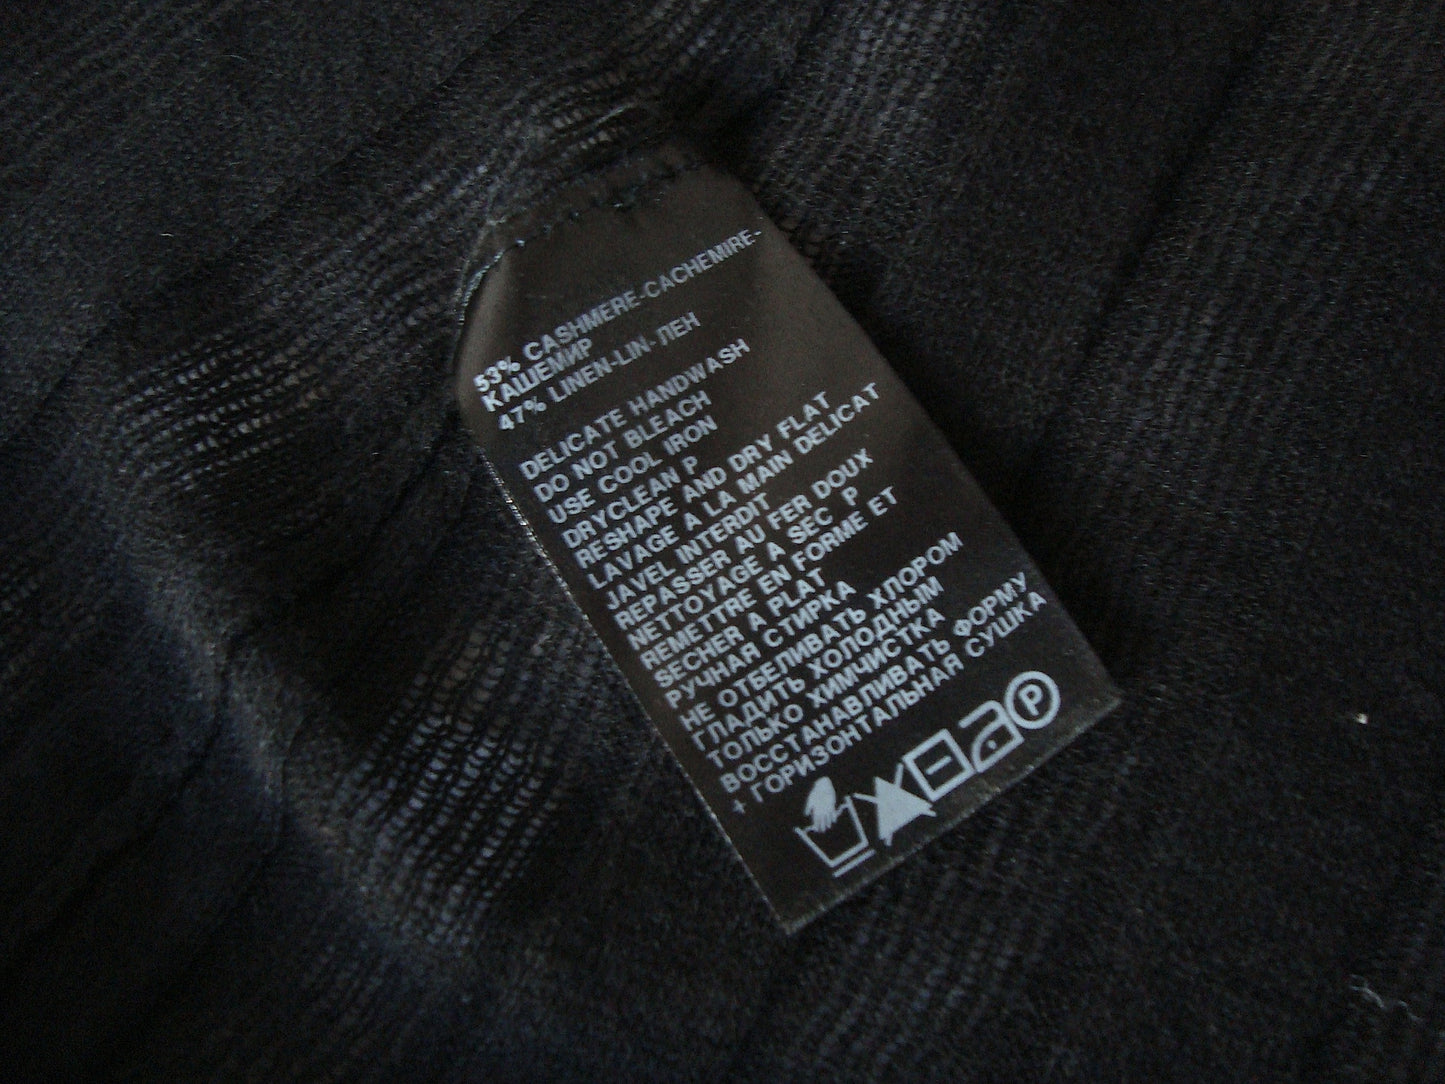 53% CASHMERE-CACHEMIRE-
КАШЕМИР
47% LINEN-LIN- ЛЕН
DELICATE HANDWASH
DO NOT BLEACH
USE COOL IRON
DRYCLEAN P
RESHAPE AND DRY FLAT
LAVAGE A LA MAIN DELICAT
JAVEL INTERDIT
REPASSER AU FER DOUX
NETTOYAGE A SEC P
REMETTRE EN FORME ET
SECHER A PLAT
РУЧНАЯ СТИРКА
НЕ ОТБЕЛИВАТЬ ХЛОРОМ
ГЛАДИТЬ ХОЛОДНЫМ
ТОЛЬКО ХИМЧИСТКА
ВОССТАНАВЛИВАТЬ ФОРМУ
+ ГОРИЗОНТАЛЬНАЯ СУШКА
P